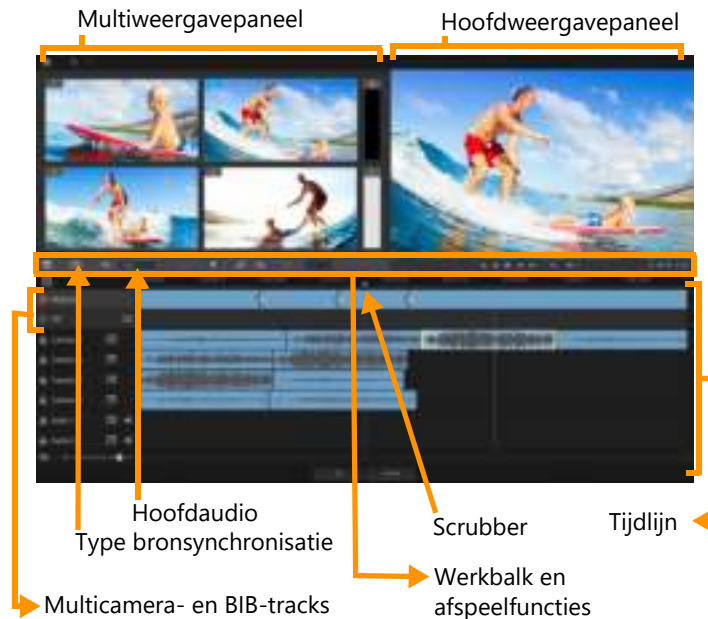 Multiweergavepaneel
Hoofdweergavepaneel
Hoofdaudio
Type bronsynchronisatie
Scrubber
Tijdlijn
Multicamera- en BIB-tracks
Werkbalk en
afspeelfuncties